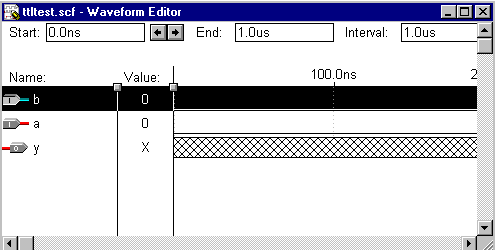 ttltest.scf - Waveform Editor
Start: 0.0ns End: 1.0us Interval: 1.0us
100.0ns 2
Name: Value:
I b 0
I a 0
O y X